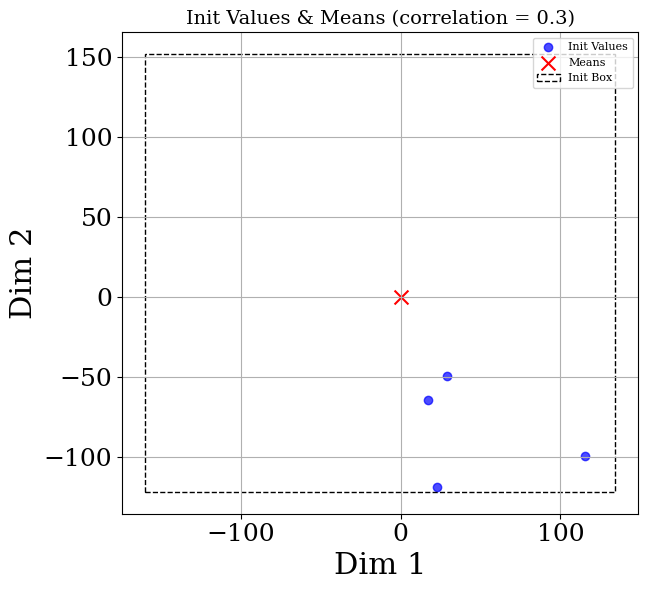 Init Values & Means (correlation = 0.3)
Init Values
Means
Init Box
150
100
50
0
−50
−100
Dim 2
−100
0
100
Dim 1